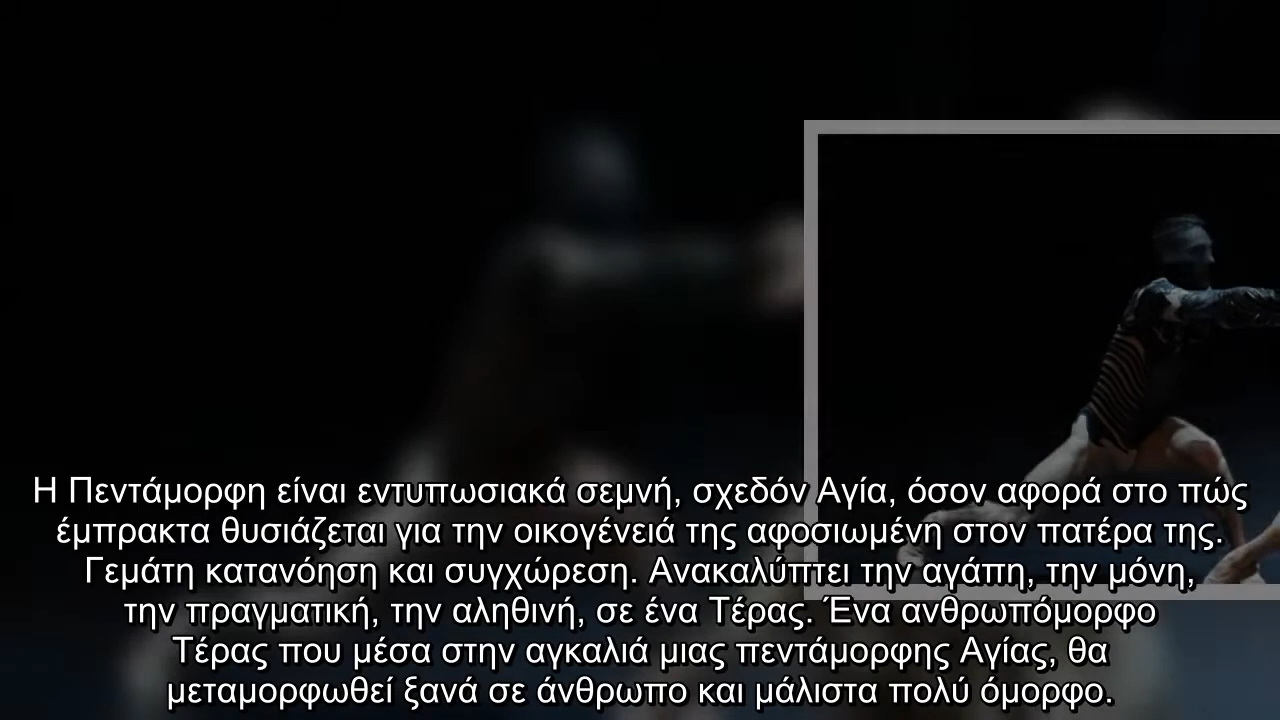 Η Πεντάμορφη είναι εντυπωσιακά σεμνή, σχεδόν Αγία, όσον αφορά στο πώς
έμπρακτα θυσιάζεται για την οικογένειά της αφοσιωμένη στον πατέρα της.
Γεμάτη κατανόηση και συγχώρεση. Ανακαλύπτει την αγάπη, την μόνη,
την πραγματική, την αληθινή, σε ένα Τέρας. Ένα ανθρωπόμορφο
Τέρας που μέσα στην αγκαλιά μιας πεντάμορφης Αγίας, θα
μεταμορφωθεί ξανά σε άνθρωπο και μάλιστα πολύ όμορφο.